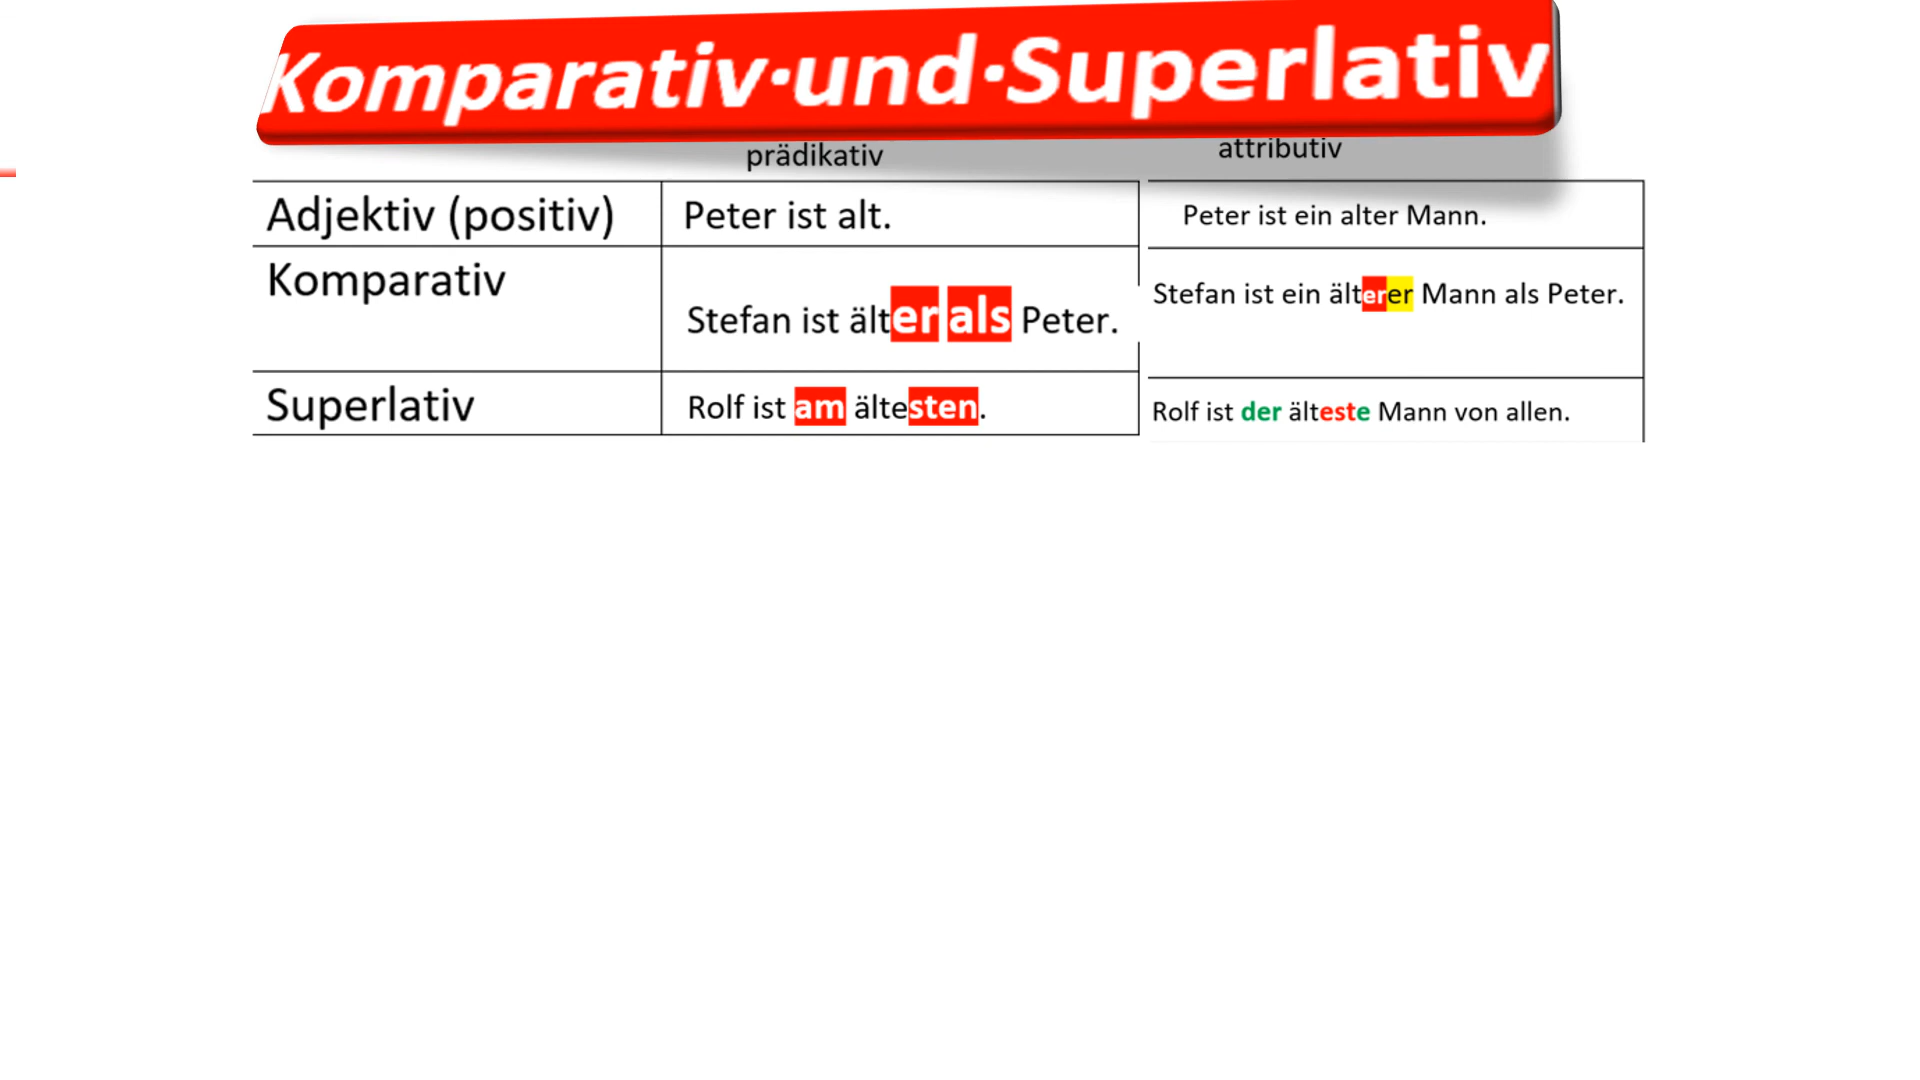 Komparativ·und·Superlativ
prädikativ
attributiv
Adjektiv (positiv)
Peter ist alt.
Peter ist ein alter Mann.
Komparativ
Stefan ist älter als Peter.
Stefan ist ein älterer Mann als Peter.
Superlativ
Rolf ist am ältesten.
Rolf ist der älteste Mann von allen.